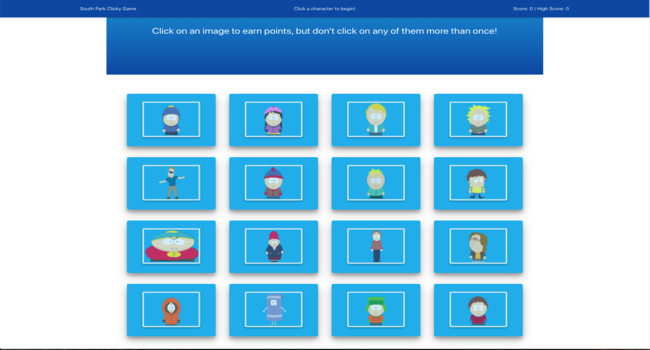 South Park Clicky Game
Click a character to begin!
Score: 0 | High Score: 0
Click on an image to earn points, but don't click on any of them more than once!